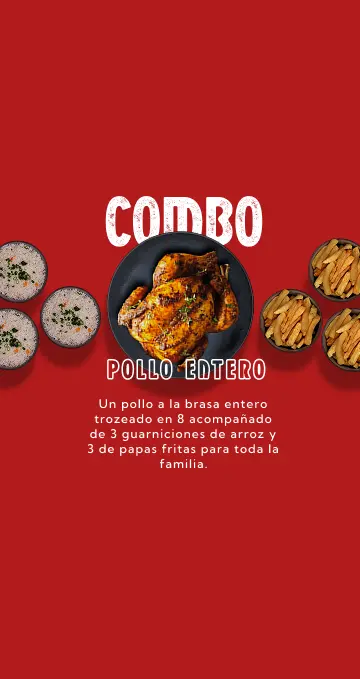 COMBO
POLLO ENTERO
Un pollo a la brasa entero
trozeado en 8 acompañado
de 3 guarniciones de arroz y
3 de papas fritas para toda la
familia.